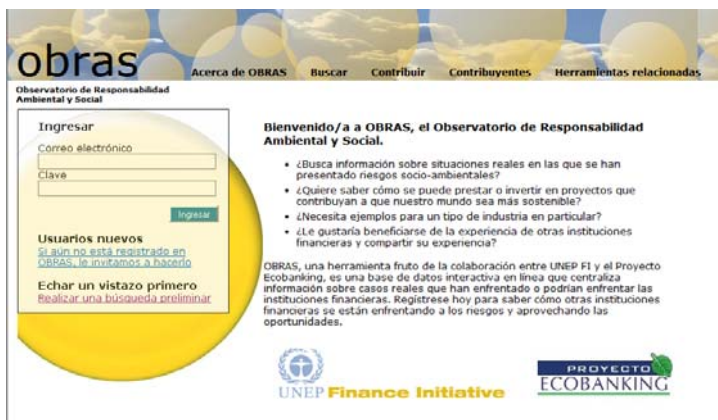 obras
Acerca de OBRAS Buscar Contribuir Contribuyentes Herramientas relacionadas
Observatorio de Responsabilidad
Ambiental y Social
Ingresar
Correo electrónico
Clave
Ingresar
Usuarios nuevos
Si aún no está registrado en
OBRAS, le invitamos a hacerlo
Echar un vistazo primero
Realizar una búsqueda preliminar
Bienvenido/a a OBRAS, el Observatorio de Responsabilidad
Ambiental y Social.
• ¿Busca información sobre situaciones reales en las que se han
presentado riesgos socio-ambientales?
• ¿Quiere saber cómo se puede prestar o invertir en proyectos que
contribuyan a que nuestro mundo sea más sostenible?
• ¿Necesita ejemplos para un tipo de industria en particular?
• ¿Le gustaría beneficiarse de la experiencia de otras instituciones
financieras y compartir su experiencia?
OBRAS, una herramienta fruto de la colaboración entre UNEP FI y el Proyecto
Ecobanking, es una base de datos interactiva en línea que centraliza
información sobre casos reales que han enfrentado o podrían enfrentar las
instituciones financieras. Regístrese hoy para saber cómo otras instituciones
financieras se están enfrentando a los riesgos y aprovechando las
oportunidades.
UNEP Finance Initiative
PROYECTO
ECOBANKING